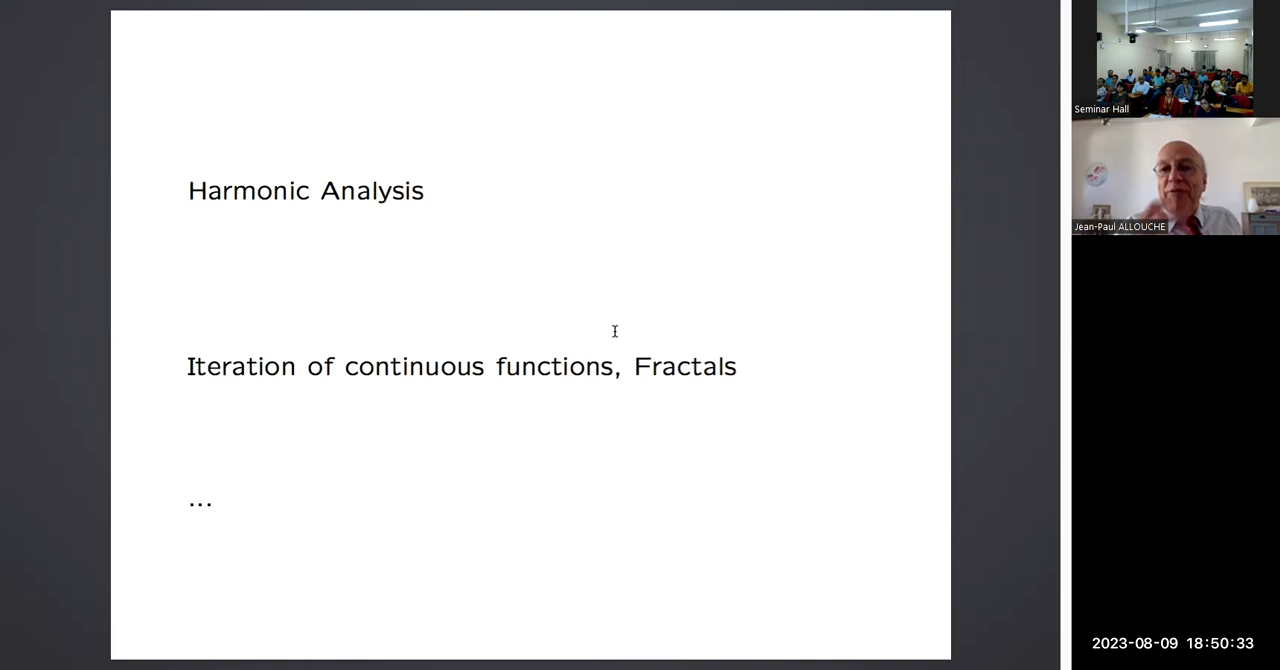 Harmonic Analysis
Iteration of continuous functions, Fractals
...
Seminar Hall
Jean-Paul ALLOUCHE
2023-08-09 18:50:33